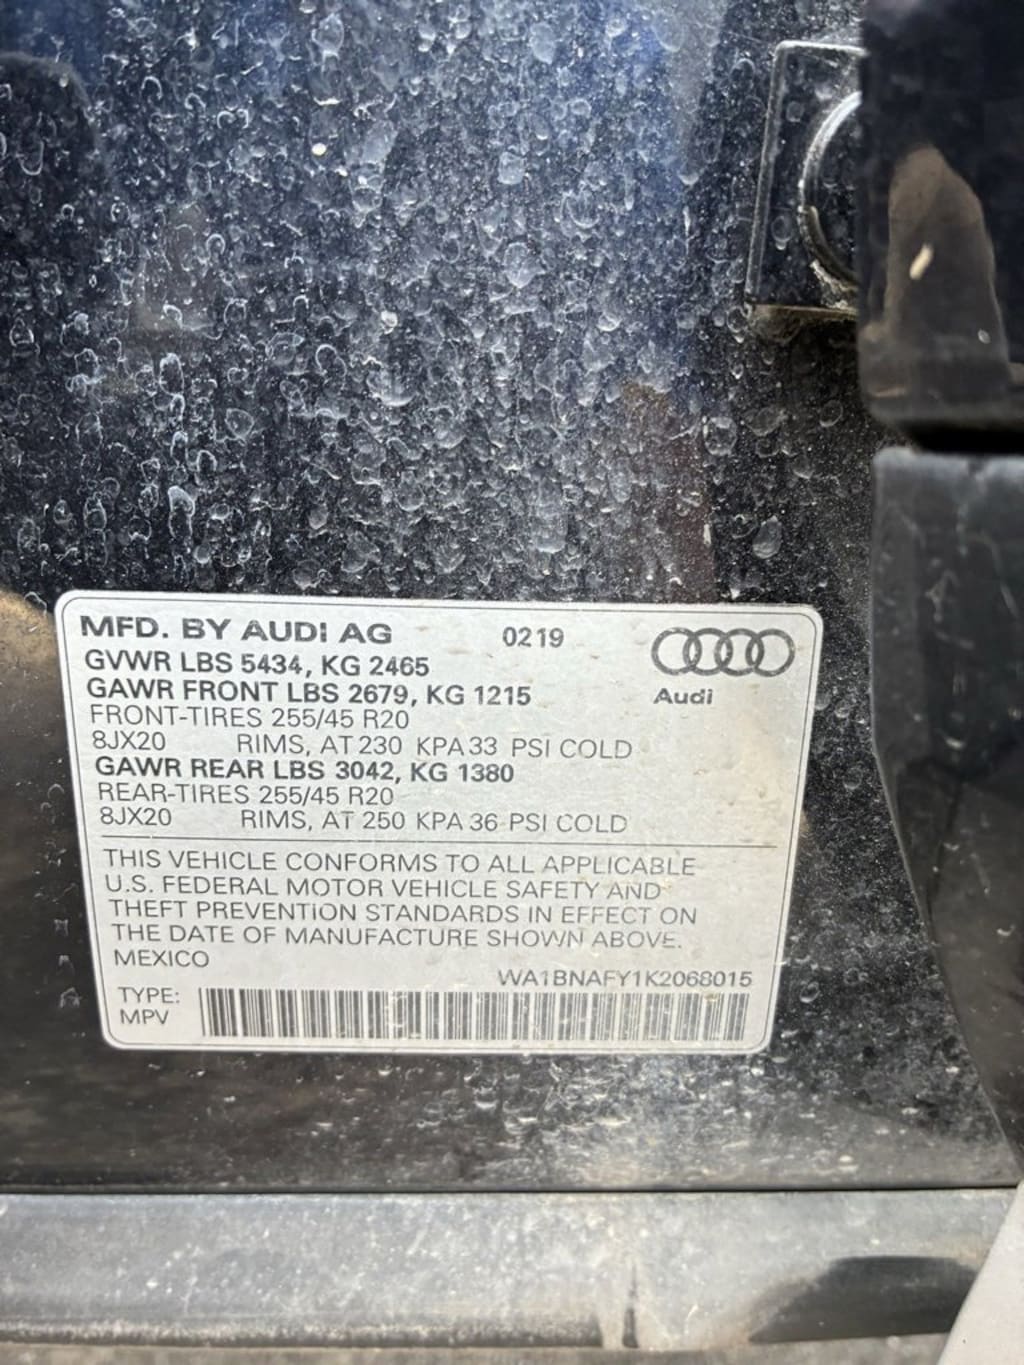 MFD. BY AUDI AG 0219
GVWR LBS 5434, KG 2465
GAWR FRONT LBS 2679, KG 1215
Audi
FRONT-TIRES 255/45 R20
8JX20 RIMS, AT 230 KPA 33 PSI COLD
GAWR REAR LBS 3042, KG 1380
REAR-TIRES 255/45 R20
8JX20 RIMS, AT 250 KPA 36 PSI COLD
THIS VEHICLE CONFORMS TO ALL APPLICABLE
U.S. FEDERAL MOTOR VEHICLE SAFETY AND
THEFT PREVENTION STANDARDS IN EFFECT ON
THE DATE OF MANUFACTURE SHOWN ABOVE.
MEXICO
WA1BNAFY1K2068015
TYPE:
MPV